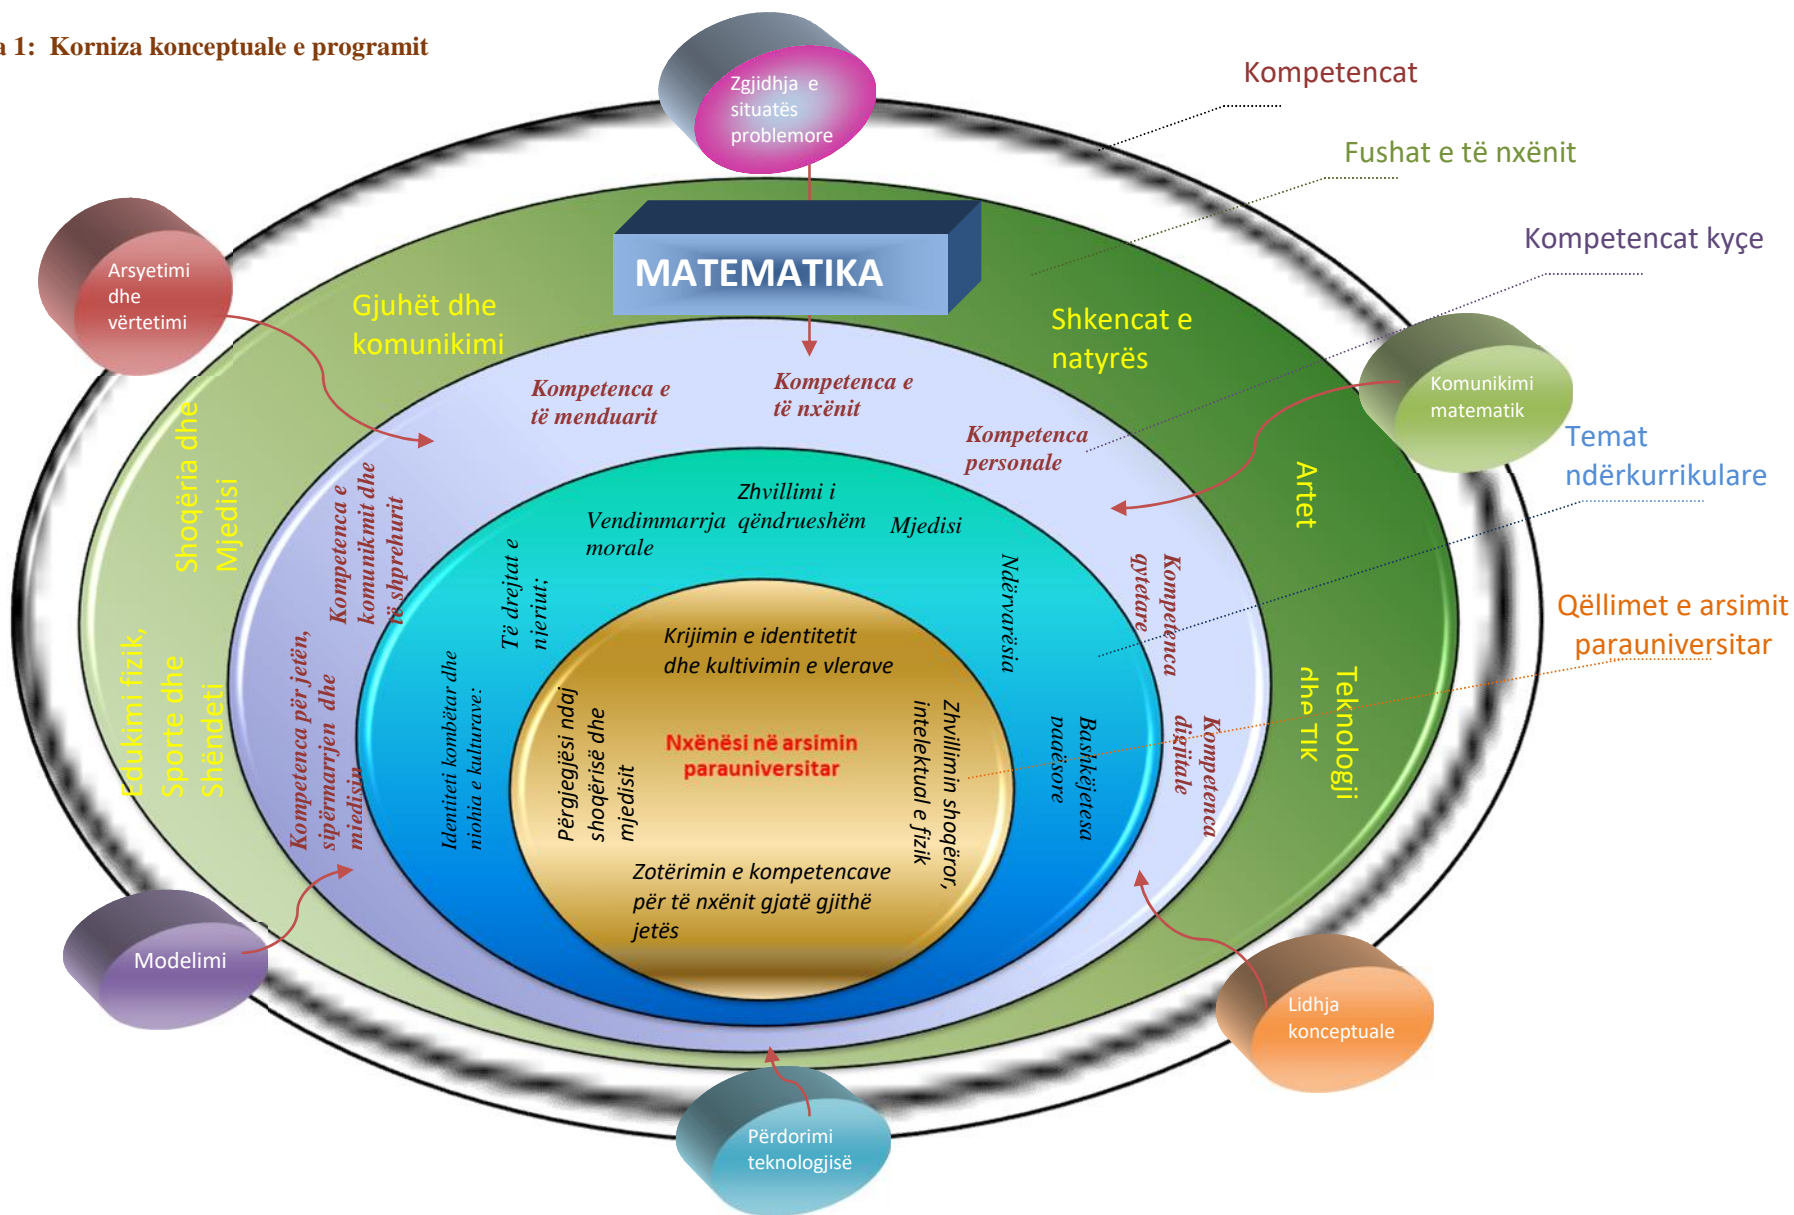 a 1: Korniza konceptuale e programit
Kompetencat
Fushat e të nxënit
Kompetencat kyçe
Temat
ndërkurrikulare
Qëllimet e arsimit
parauniversitar
Zgjidhja e
situatës
problemore
Arsyetimi
dhe
vërtetimi
Komunikimi
matematik
Modelimi
Lidhja
konceptuale
Përdorimi
teknologjisë
MATEMATIKA
Gjuhët dhe
komunikimi
Shkencat e
natyrës
Shoqëria dhe
Mjedisi
Artet
Edukimi fizik,
Sporte dhe
Shëndeti
Teknologji
dhe TIK
Kompetenca e
të menduarit
Kompetenca e
të nxënit
Kompetenca
personale
Kompetenca e
komunikmit dhe
të shprehurit
Kompetenca
qytetare
Kompetenca për jetën,
sipërmarrjen dhe
mjedisin
Kompetenca
digjitale
Zhvillimi i
qëndrueshëm
Vendimmarrja
morale
Mjedisi
Të drejtat e
njeriut;
Ndërvarësia
Identiteti kombëtar dhe
njohja e kulturave:
Bashkëjetesa
paqësore
Krijimin e identitetit
dhe kultivimin e vlerave
Përgjegjësi ndaj
shoqërisë dhe
mjedisit
Nxënësi në arsimin
parauniversitar
Zhvillimin shoqëror,
intelektual e fizik
Zotërimin e kompetencave
për të nxënit gjatë gjithë
jetës